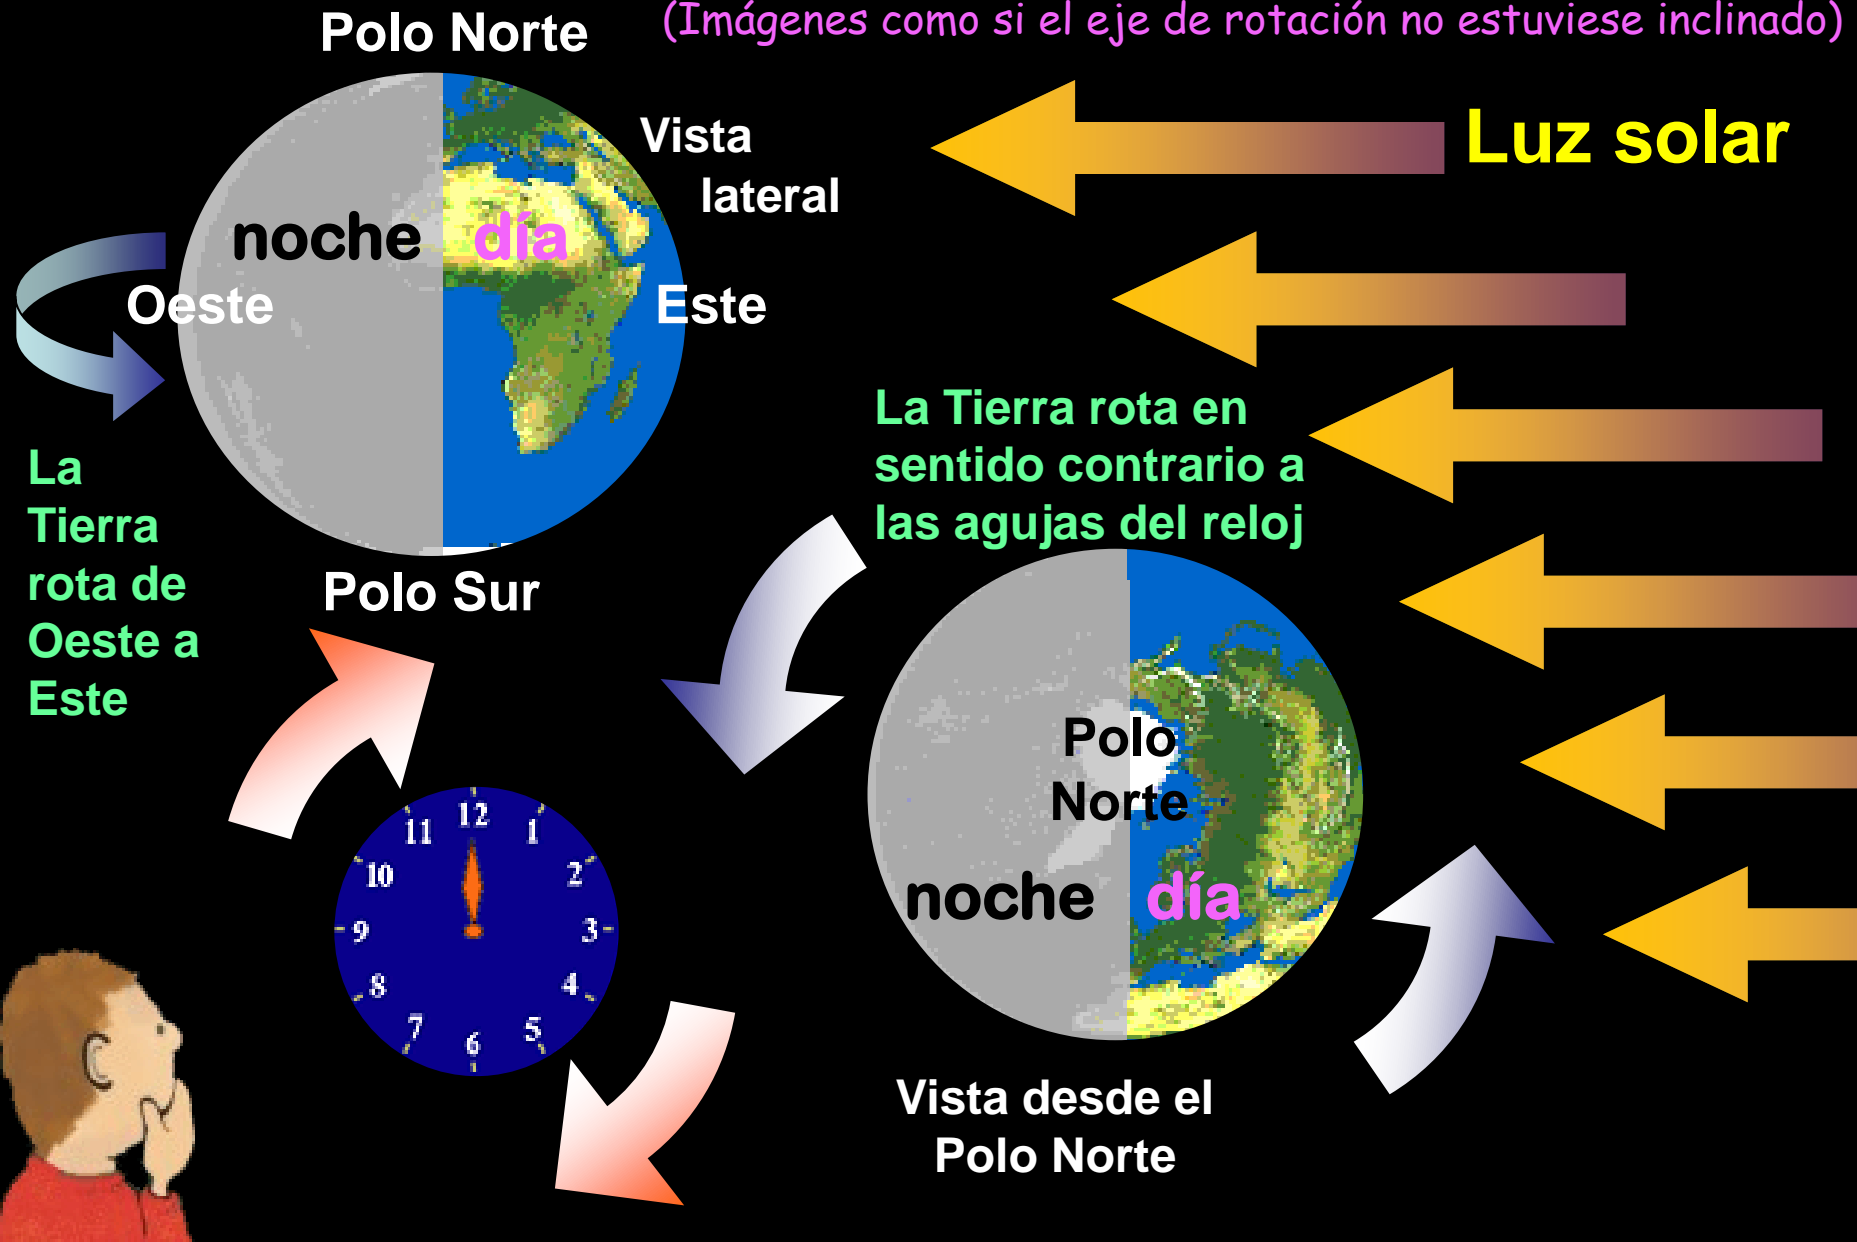 (Imágenes como si el eje de rotación no estuviese inclinado)
Polo Norte
Vista
lateral
Luz solar
noche
día
Oeste
Este
La Tierra rota en
sentido contrario a
las agujas del reloj
La
Tierra
rota de
Oeste a
Este
Polo Sur
Polo
Norte
noche
día
12
1
2
3
4
5
6
7
8
9
10
11
Vista desde el
Polo Norte